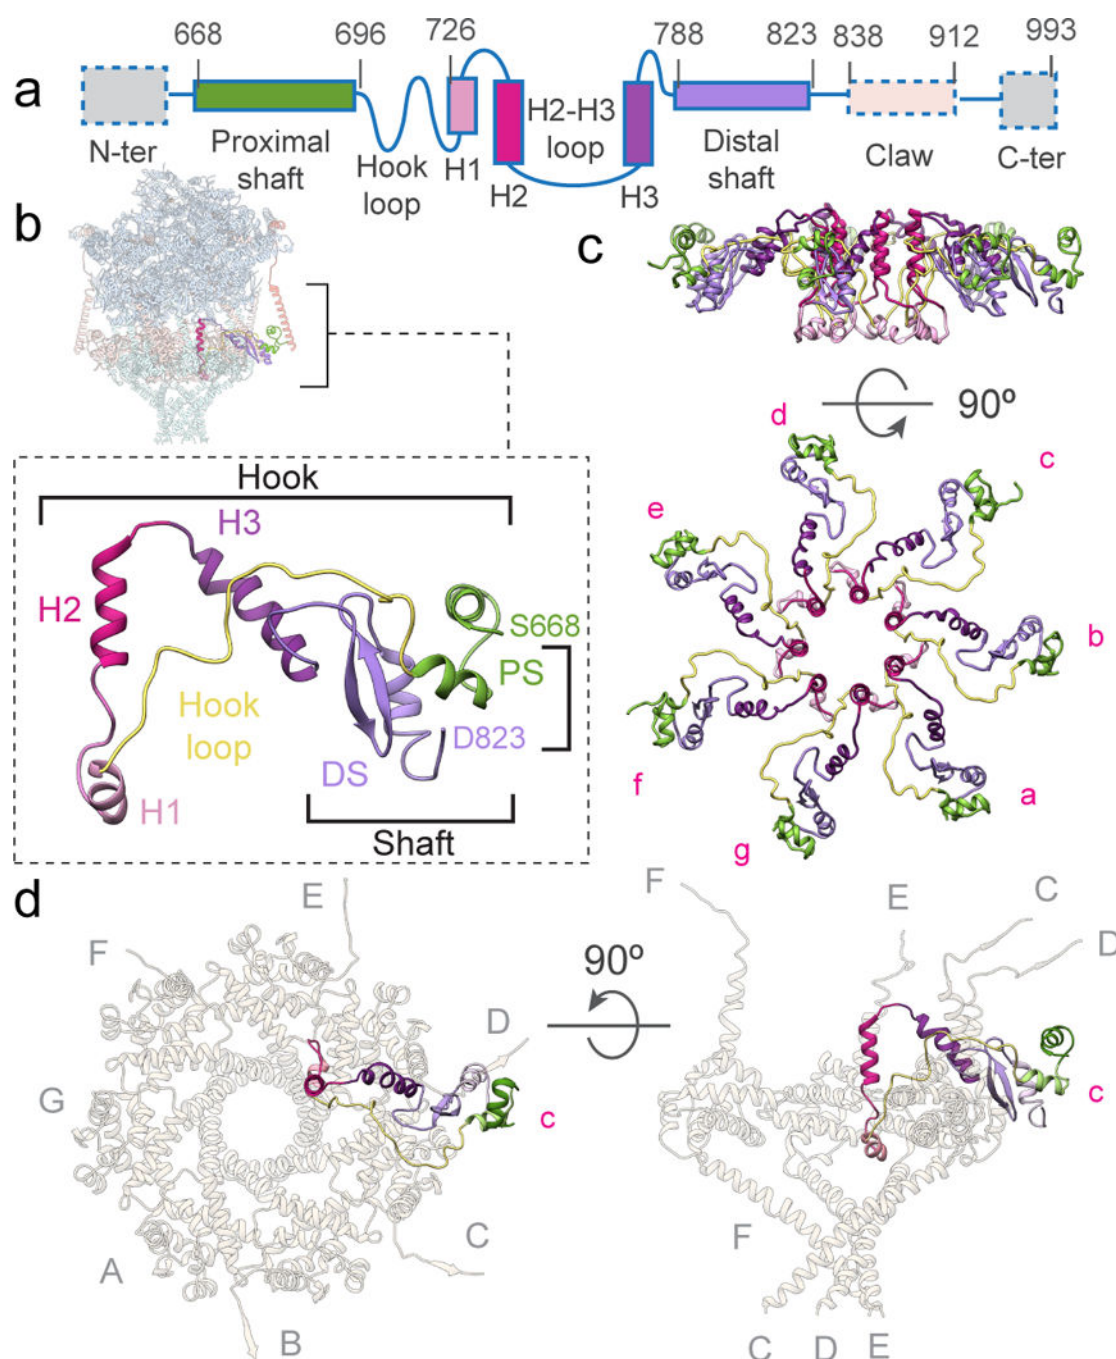 a
668
696
726
788
823
838
912
993
N-ter
Proximal
shaft
Hook
loop
H1
H2
H2-H3
loop
H3
Distal
shaft
Claw
C-ter
b
Hook
H3
H2
S668
PS
Hook
loop
D823
DS
H1
Shaft
c
90º
d
c
e
b
f
a
g
d
E
F
D
G
c
C
A
B
90º
F
E
C
D
c
F
C
D
E